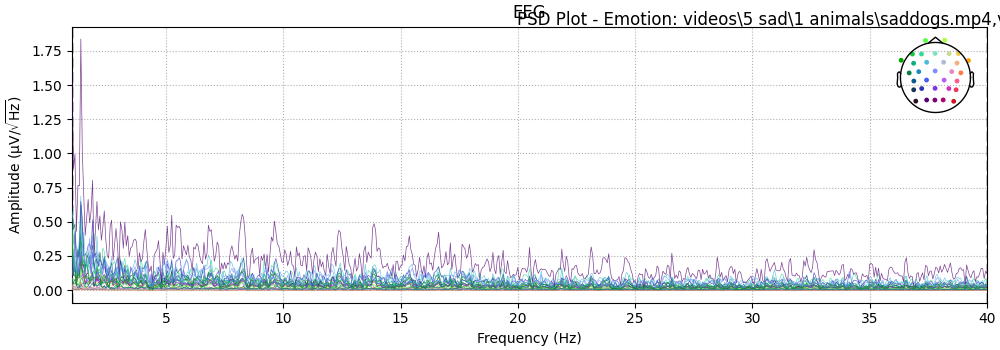 EEG
PSD Plot - Emotion: videos\5 sad\1 animals\saddogs.mp4,v
Amplitude (µV/√Hz)
1.75
1.50
1.25
1.00
0.75
0.50
0.25
0.00
5 10 15 20 25 30 35 40
Frequency (Hz)